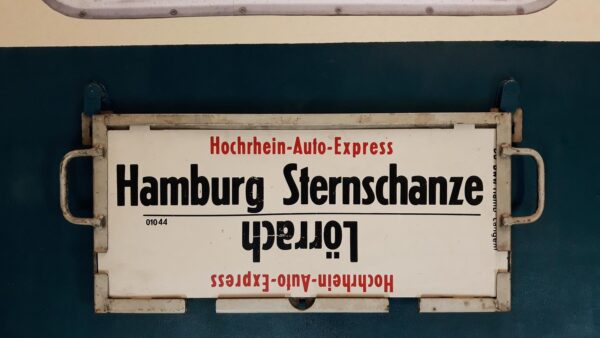 Hochrhein-Auto-Express
Hamburg Sternschanze
01044
Lörrach
Hochrhein-Auto-Express